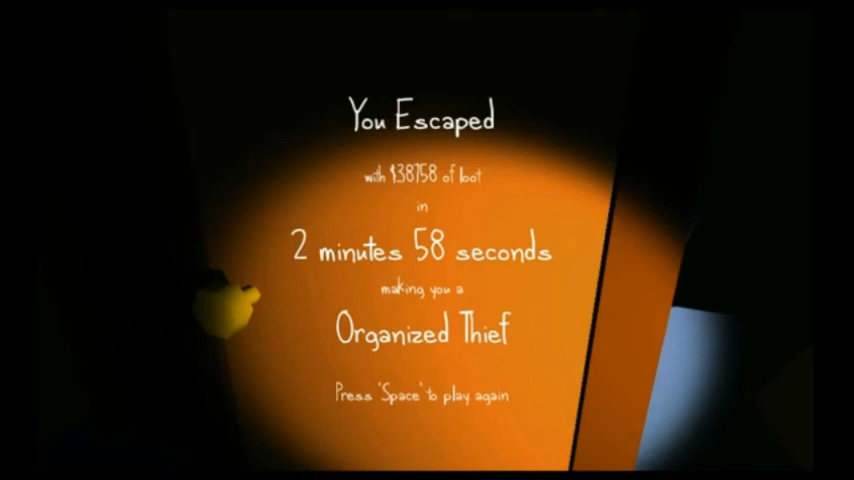 You Escaped
with $38758 of loot
in
2 minutes 58 seconds
making you a
Organized Thief
Press 'Space' to play again